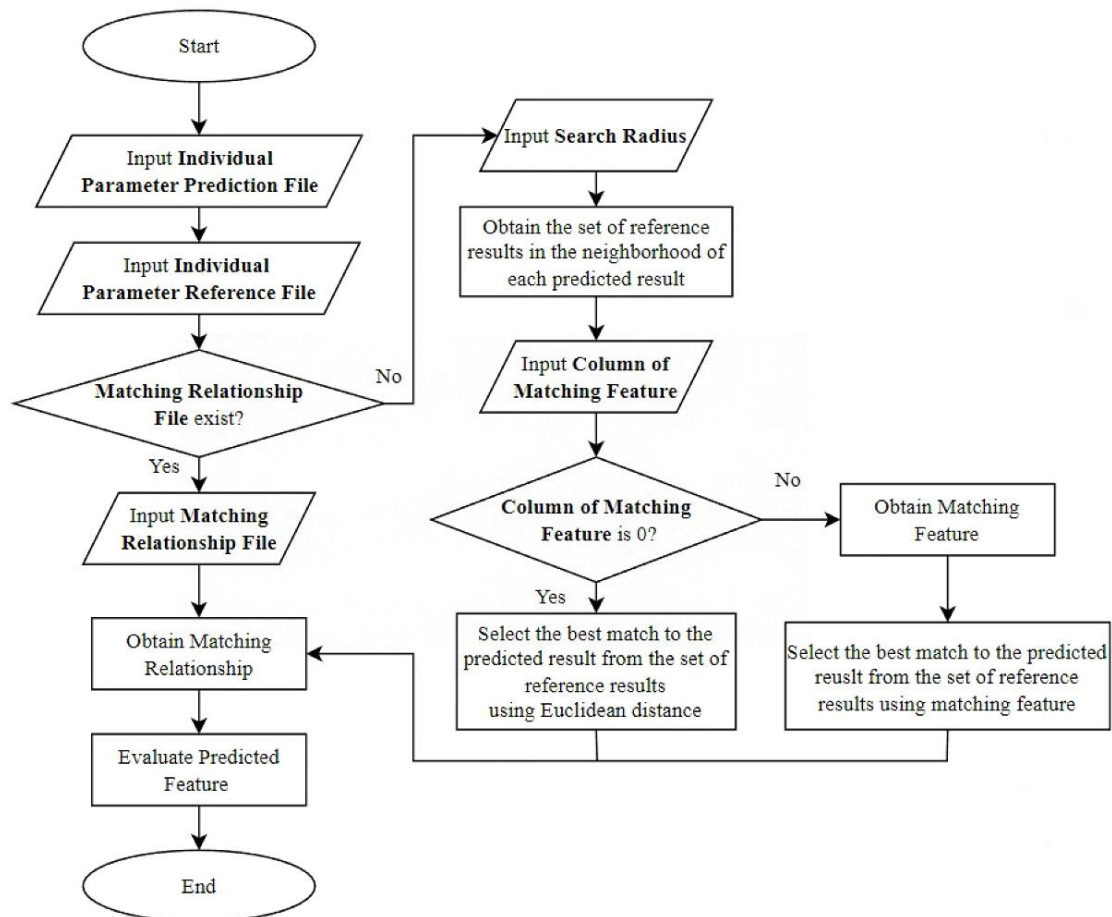 Start
Input Individual
Parameter Prediction File
Input Individual
Parameter Reference File
Matching Relationship
File exist?
No
Yes
Input Matching
Relationship File
Obtain Matching
Relationship
Evaluate Predicted
Feature
End
Input Search Radius
Obtain the set of reference
results in the neighborhood of
each predicted result
Input Column of
Matching Feature
Column of Matching
Feature is 0?
No
Yes
Select the best match to the
predicted result from the set of
reference results
using Euclidean distance
Obtain Matching
Feature
Select the best match to the predicted
reuslt from the set of reference
results using matching feature